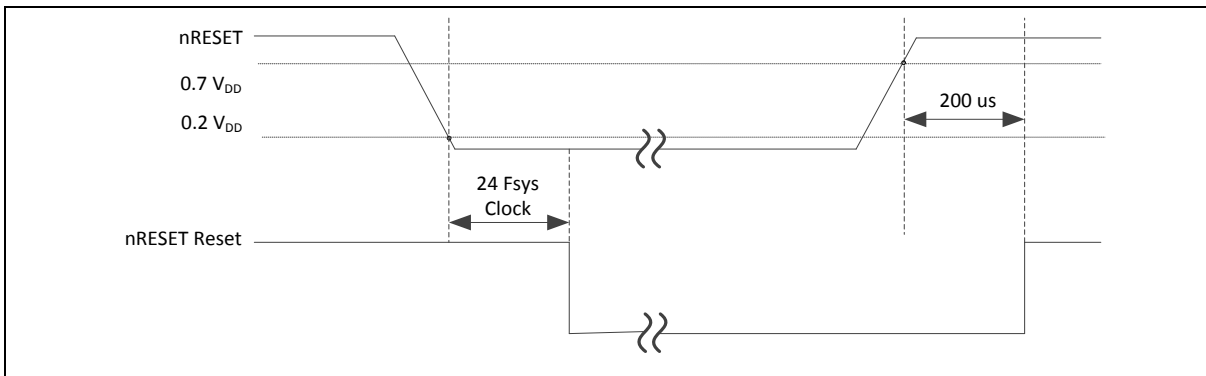 nRESET
0.7 VDD
200 us
0.2 VDD
24 Fsys
Clock
nRESET Reset